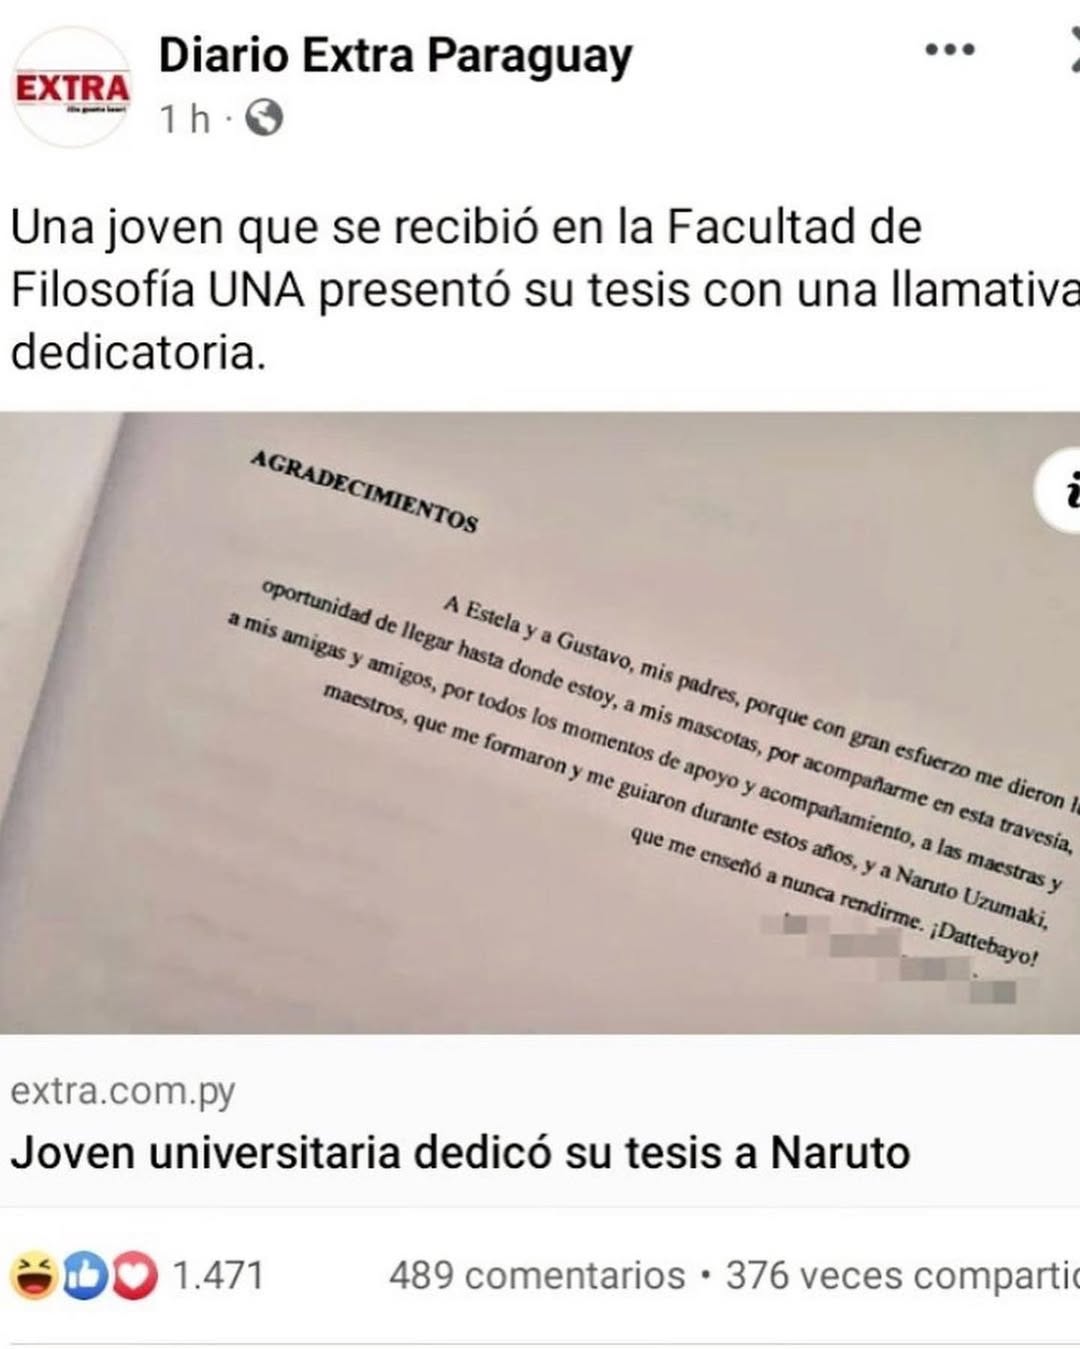 EXTRA
Diario Extra Paraguay
1 h
Una joven que se recibió en la Facultad de
Filosofía UNA presentó su tesis con una llamativa
dedicatoria.
AGRADECIMIENTOS
A Estela y a Gustavo, mis padres, porque con gran esfuerzo me dieron
oportunidad de llegar hasta donde estoy, a mis mascotas, por acompañarme en esta travesía,
a mis amigas y amigos, por todos los momentos de apoyo y acompañamiento, a las maestras y
maestros, que me formaron y me guiaron durante estos años, y a Naruto Uzumaki,
que me enseñó a nunca rendirme. ¡Dattebayo!
i
extra.com.py
Joven universitaria dedicó su tesis a Naruto
1.471
489 comentarios • 376 veces compartic